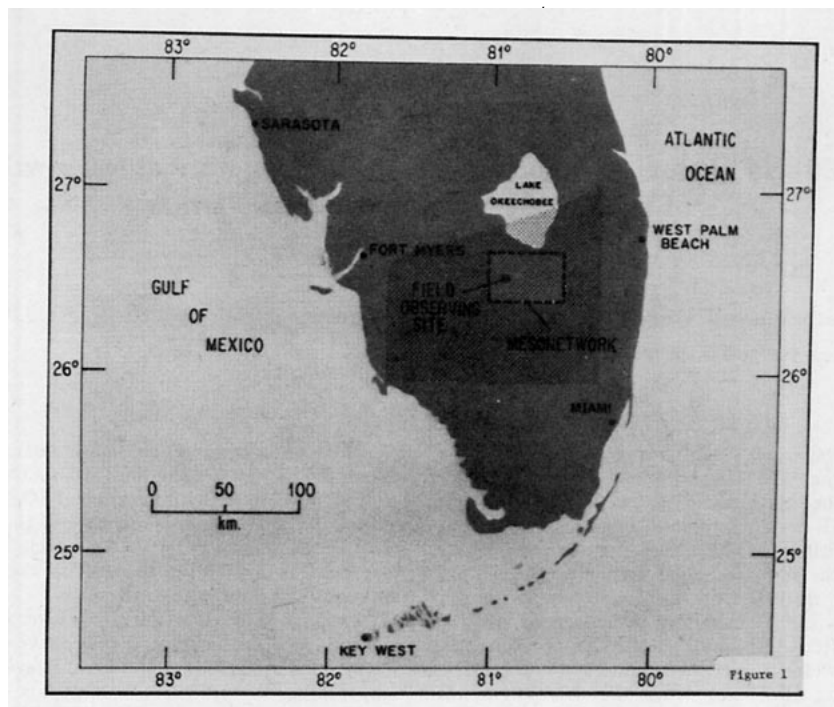 83°
82°
81°
80°
SARASOTA
ATLANTIC
OCEAN
27°
27°
LAKE
OKEECHOBEE
WEST PALM
BEACH
FORT MYERS
GULF
OF
MEXICO
FIELD
OBSERVING
SITE
MESONETWORK
26°
26°
MIAMI
0 50 100
km.
25°
25°
KEY WEST
83°
82°
81°
80°
Figure 1